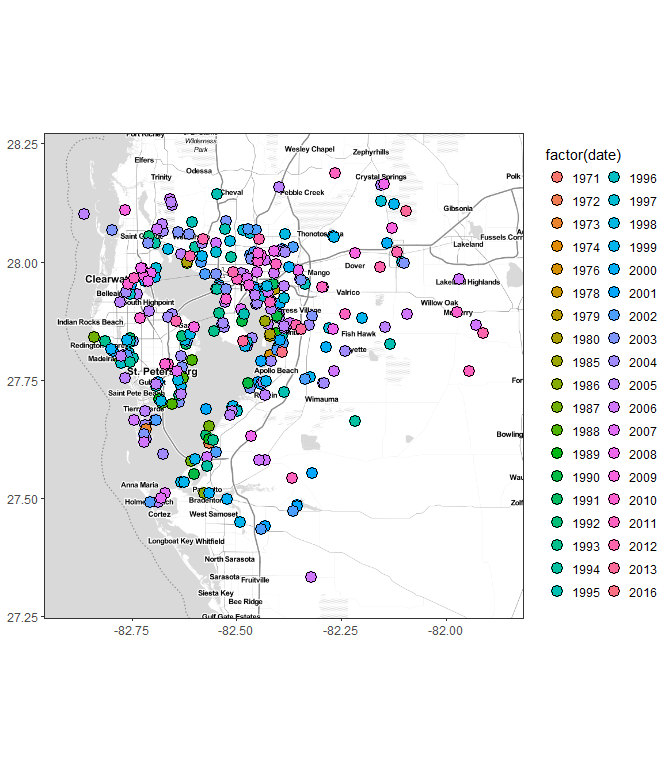 Wilderness
Park
Wesley Chapel
Zephyrhills
Elfers
Odessa
Trinity
Crystal Springs
Polk
Cheval
Pebble Creek
Gibsonia
Lakeland
Mango
Dover
Lakeland Highlands
Valrico
South Highpoint
Willow Oak
Indian Rocks Beach
Fish Hawk
St. Petersburg
Apollo Beach
Saint Pete Beach
Wimauma
Bowling
Anna Maria
Cortez
West Samoset
Longboat Key
Whitfield
North Sarasota
Sarasota
Fruitville
Siesta Key
Bee Ridge
Gulf Gate Estates
28.25
28.00
27.75
27.50
27.25
-82.75
-82.50
-82.25
-82.00
factor(date)
1971
1972
1973
1974
1976
1978
1979
1980
1985
1986
1987
1988
1989
1990
1991
1992
1993
1994
1995
1996
1997
1998
1999
2000
2001
2002
2003
2004
2005
2006
2007
2008
2009
2010
2011
2012
2013
2016